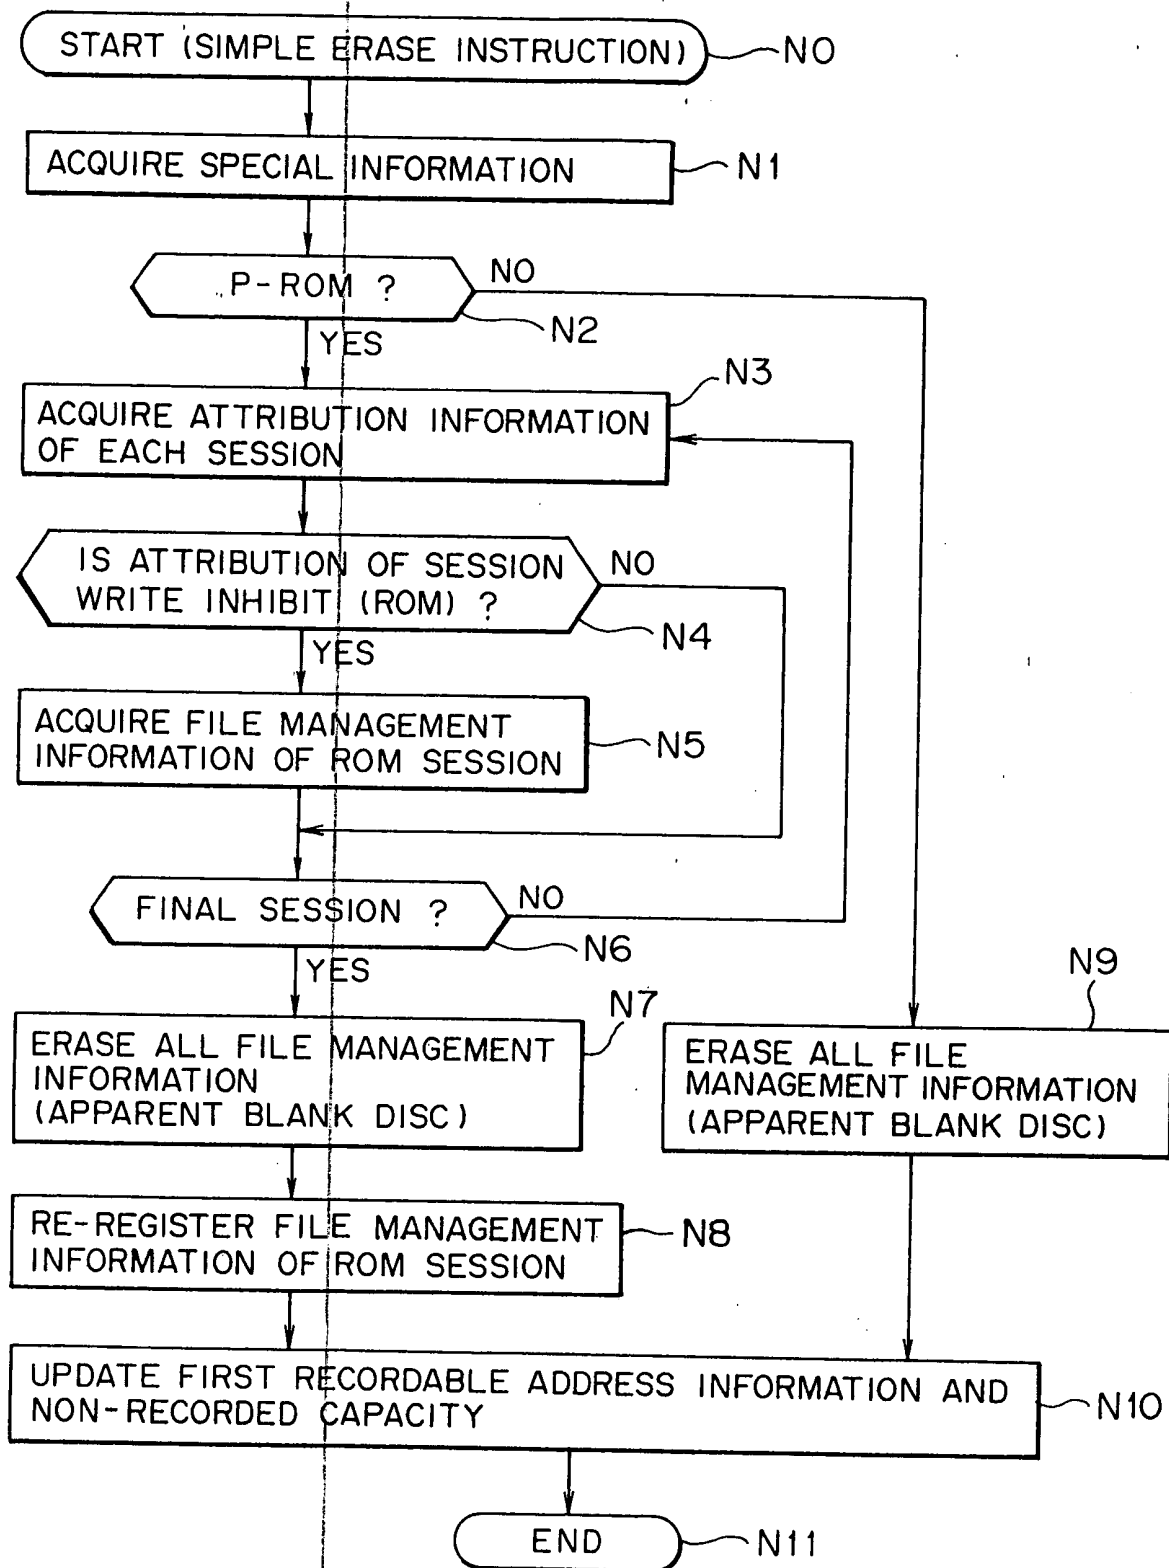 START (SIMPLE ERASE INSTRUCTION)
N0
ACQUIRE SPECIAL INFORMATION
N1
P-ROM ?
NO
N2
YES
N3
ACQUIRE ATTRIBUTION INFORMATION
OF EACH SESSION
IS ATTRIBUTION OF SESSION
WRITE INHIBIT (ROM) ?
NO
N4
YES
ACQUIRE FILE MANAGEMENT
INFORMATION OF ROM SESSION
N5
FINAL SESSION ?
NO
N6
YES
N7
N9
ERASE ALL FILE MANAGEMENT
INFORMATION
(APPARENT BLANK DISC)
ERASE ALL FILE
MANAGEMENT INFORMATION
(APPARENT BLANK DISC)
RE-REGISTER FILE MANAGEMENT
INFORMATION OF ROM SESSION
N8
UPDATE FIRST RECORDABLE ADDRESS INFORMATION AND
NON-RECORDED CAPACITY
N10
END
N11